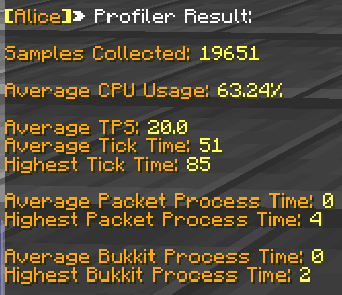 [Alice]» Profiler Result:
Samples Collected: 19651
Average CPU Usage: 63.24%
Average TPS: 20.0
Average Tick Time: 51
Highest Tick Time: 85
Average Packet Process Time: 0
Highest Packet Process Time: 4
Average Bukkit Process Time: 0
Highest Bukkit Process Time: 2